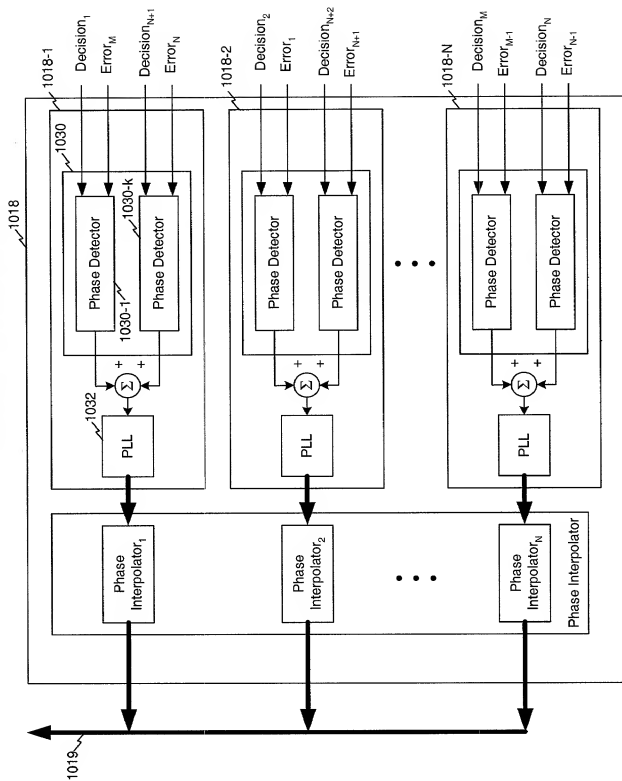 1018
1018-1
Decision1
ErrorM
DecisionN+1
ErrorN
1030
Phase Detector
1030-1
Phase Detector
1030-k
+
+
Σ
1032
PLL
Phase
Interpolator1
1018-2
Decision2
Error1
DecisionN+2
ErrorN+1
Phase Detector
Phase Detector
+
+
Σ
PLL
Phase
Interpolator2
1018-N
DecisionM
ErrorM-1
DecisionN
ErrorN-1
Phase Detector
Phase Detector
+
+
Σ
PLL
Phase
InterpolatorN
Phase Interpolator
1019